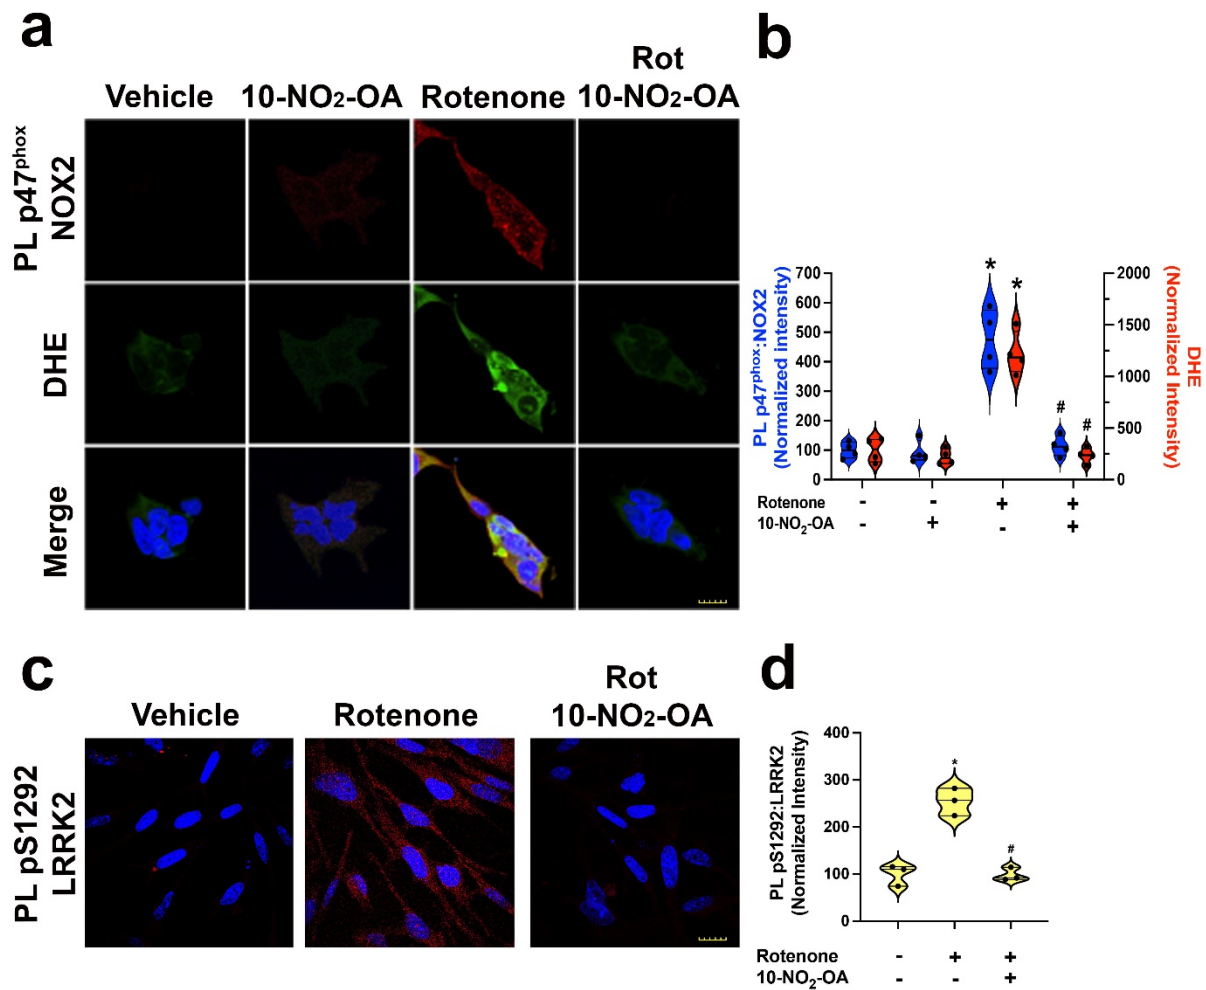 a
Vehicle 10-NO2-OA Rotenone Rot
10-NO2-OA
PL p47phox
NOX2
DHE
Merge
b
PL p47phox:NOX2
(Normalized intensity)
700
600
500
400
300
200
100
0
* *
# #
2000
1500
1000
500
0
DHE
(Normalized Intensity)
Rotenone - - + +
10-NO2-OA - + - +
c
Vehicle Rotenone Rot
10-NO2-OA
PL pS1292
LRRK2
d
PL pS1292:LRRK2
(Normalized Intensity)
400
300
200
100
0
*
#
Rotenone - + +
10-NO2-OA - - +